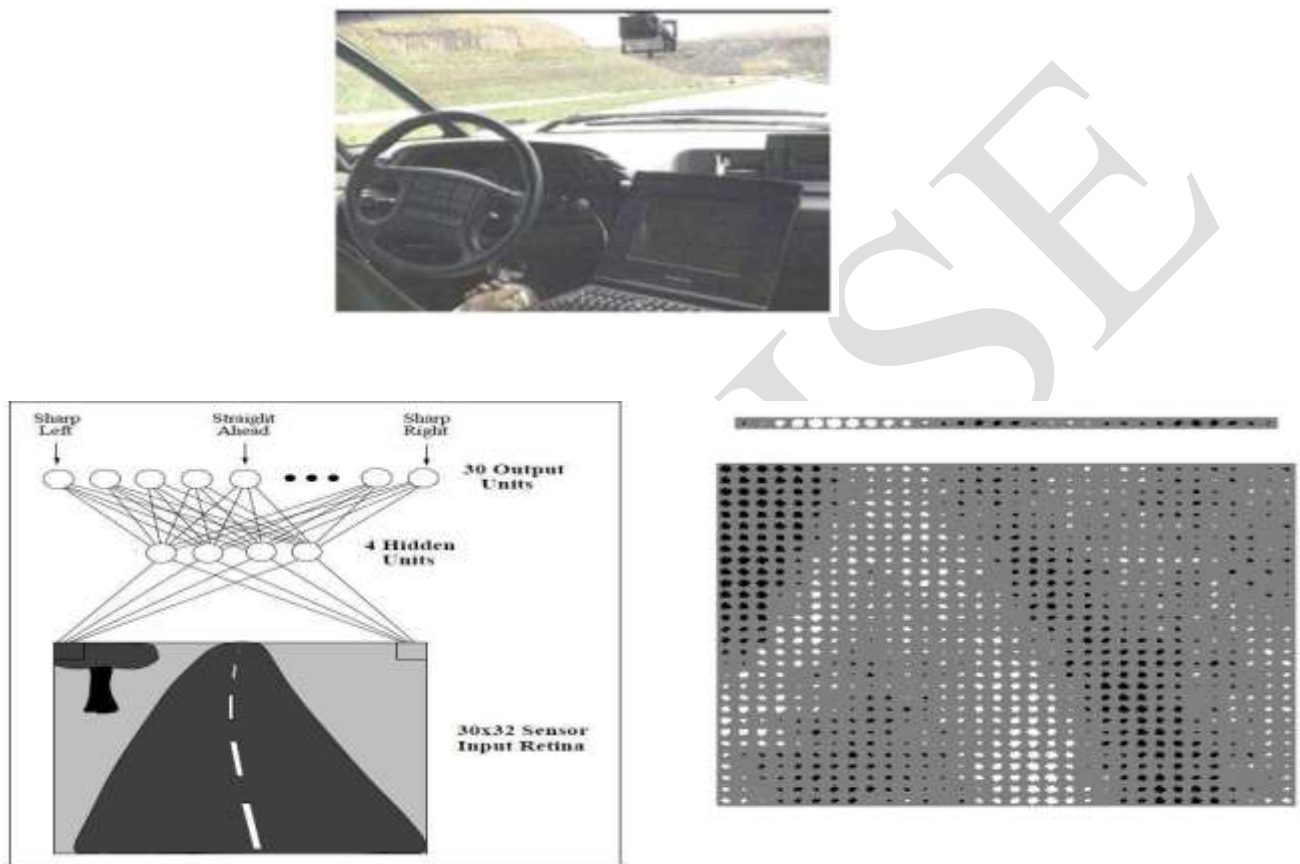 Sharp
Left
Straight
Ahead
Sharp
Right
30 Output
Units
4 Hidden
Units
30x32 Sensor
Input Retina